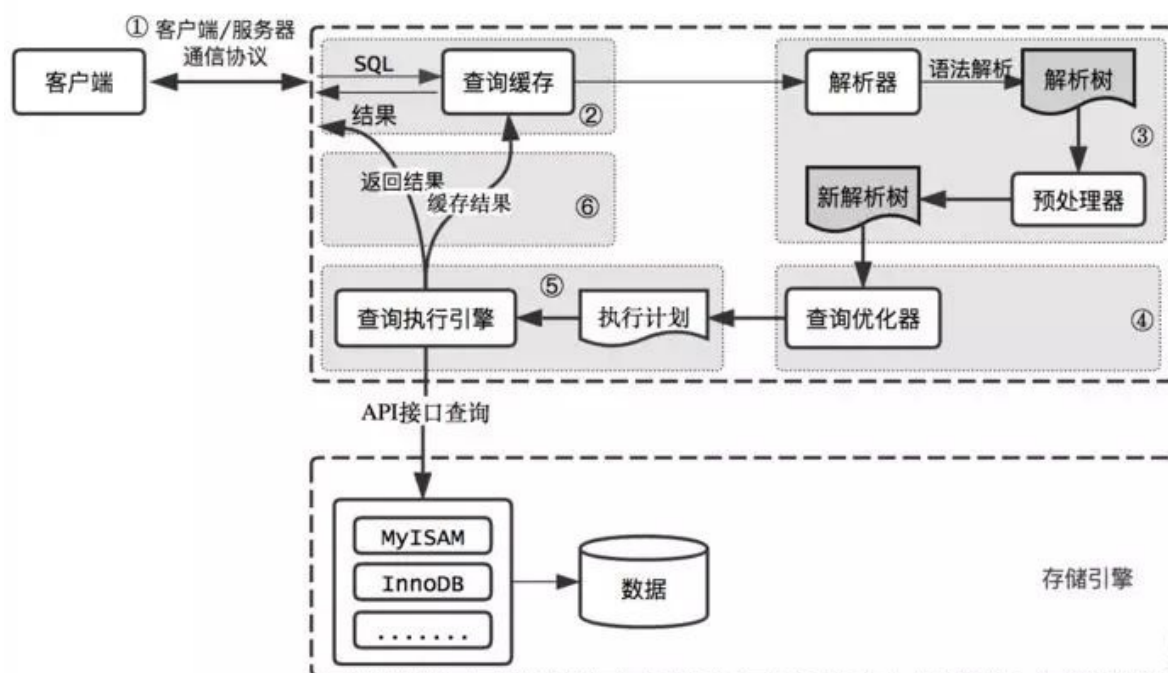 ① 客户端/服务器
通信协议
客户端
SQL
查询缓存
结果
②
解析器
语法解析
解析树
③
预处理器
新解析树
返回结果
缓存结果
⑥
⑤
查询执行引擎
执行计划
查询优化器
④
API接口查询
MyISAM
InnoDB
.......
数据
存储引擎